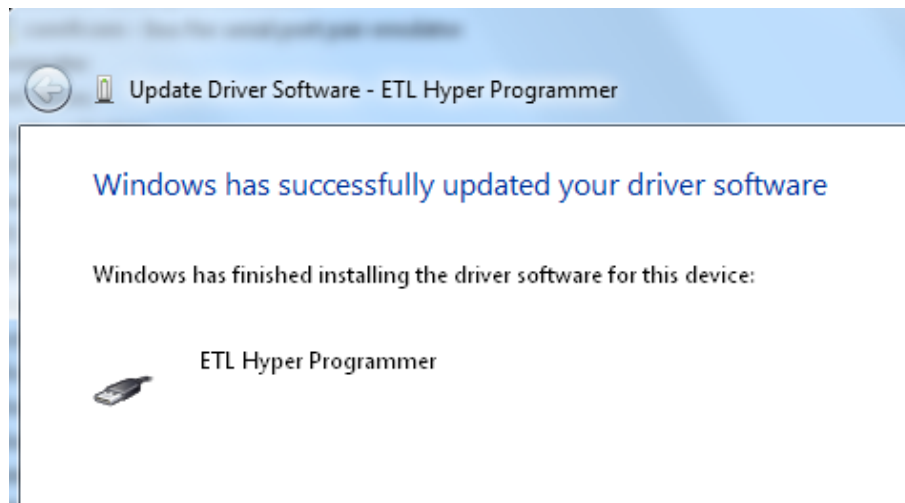 Update Driver Software - ETL Hyper Programmer
Windows has successfully updated your driver software
Windows has finished installing the driver software for this device:
ETL Hyper Programmer